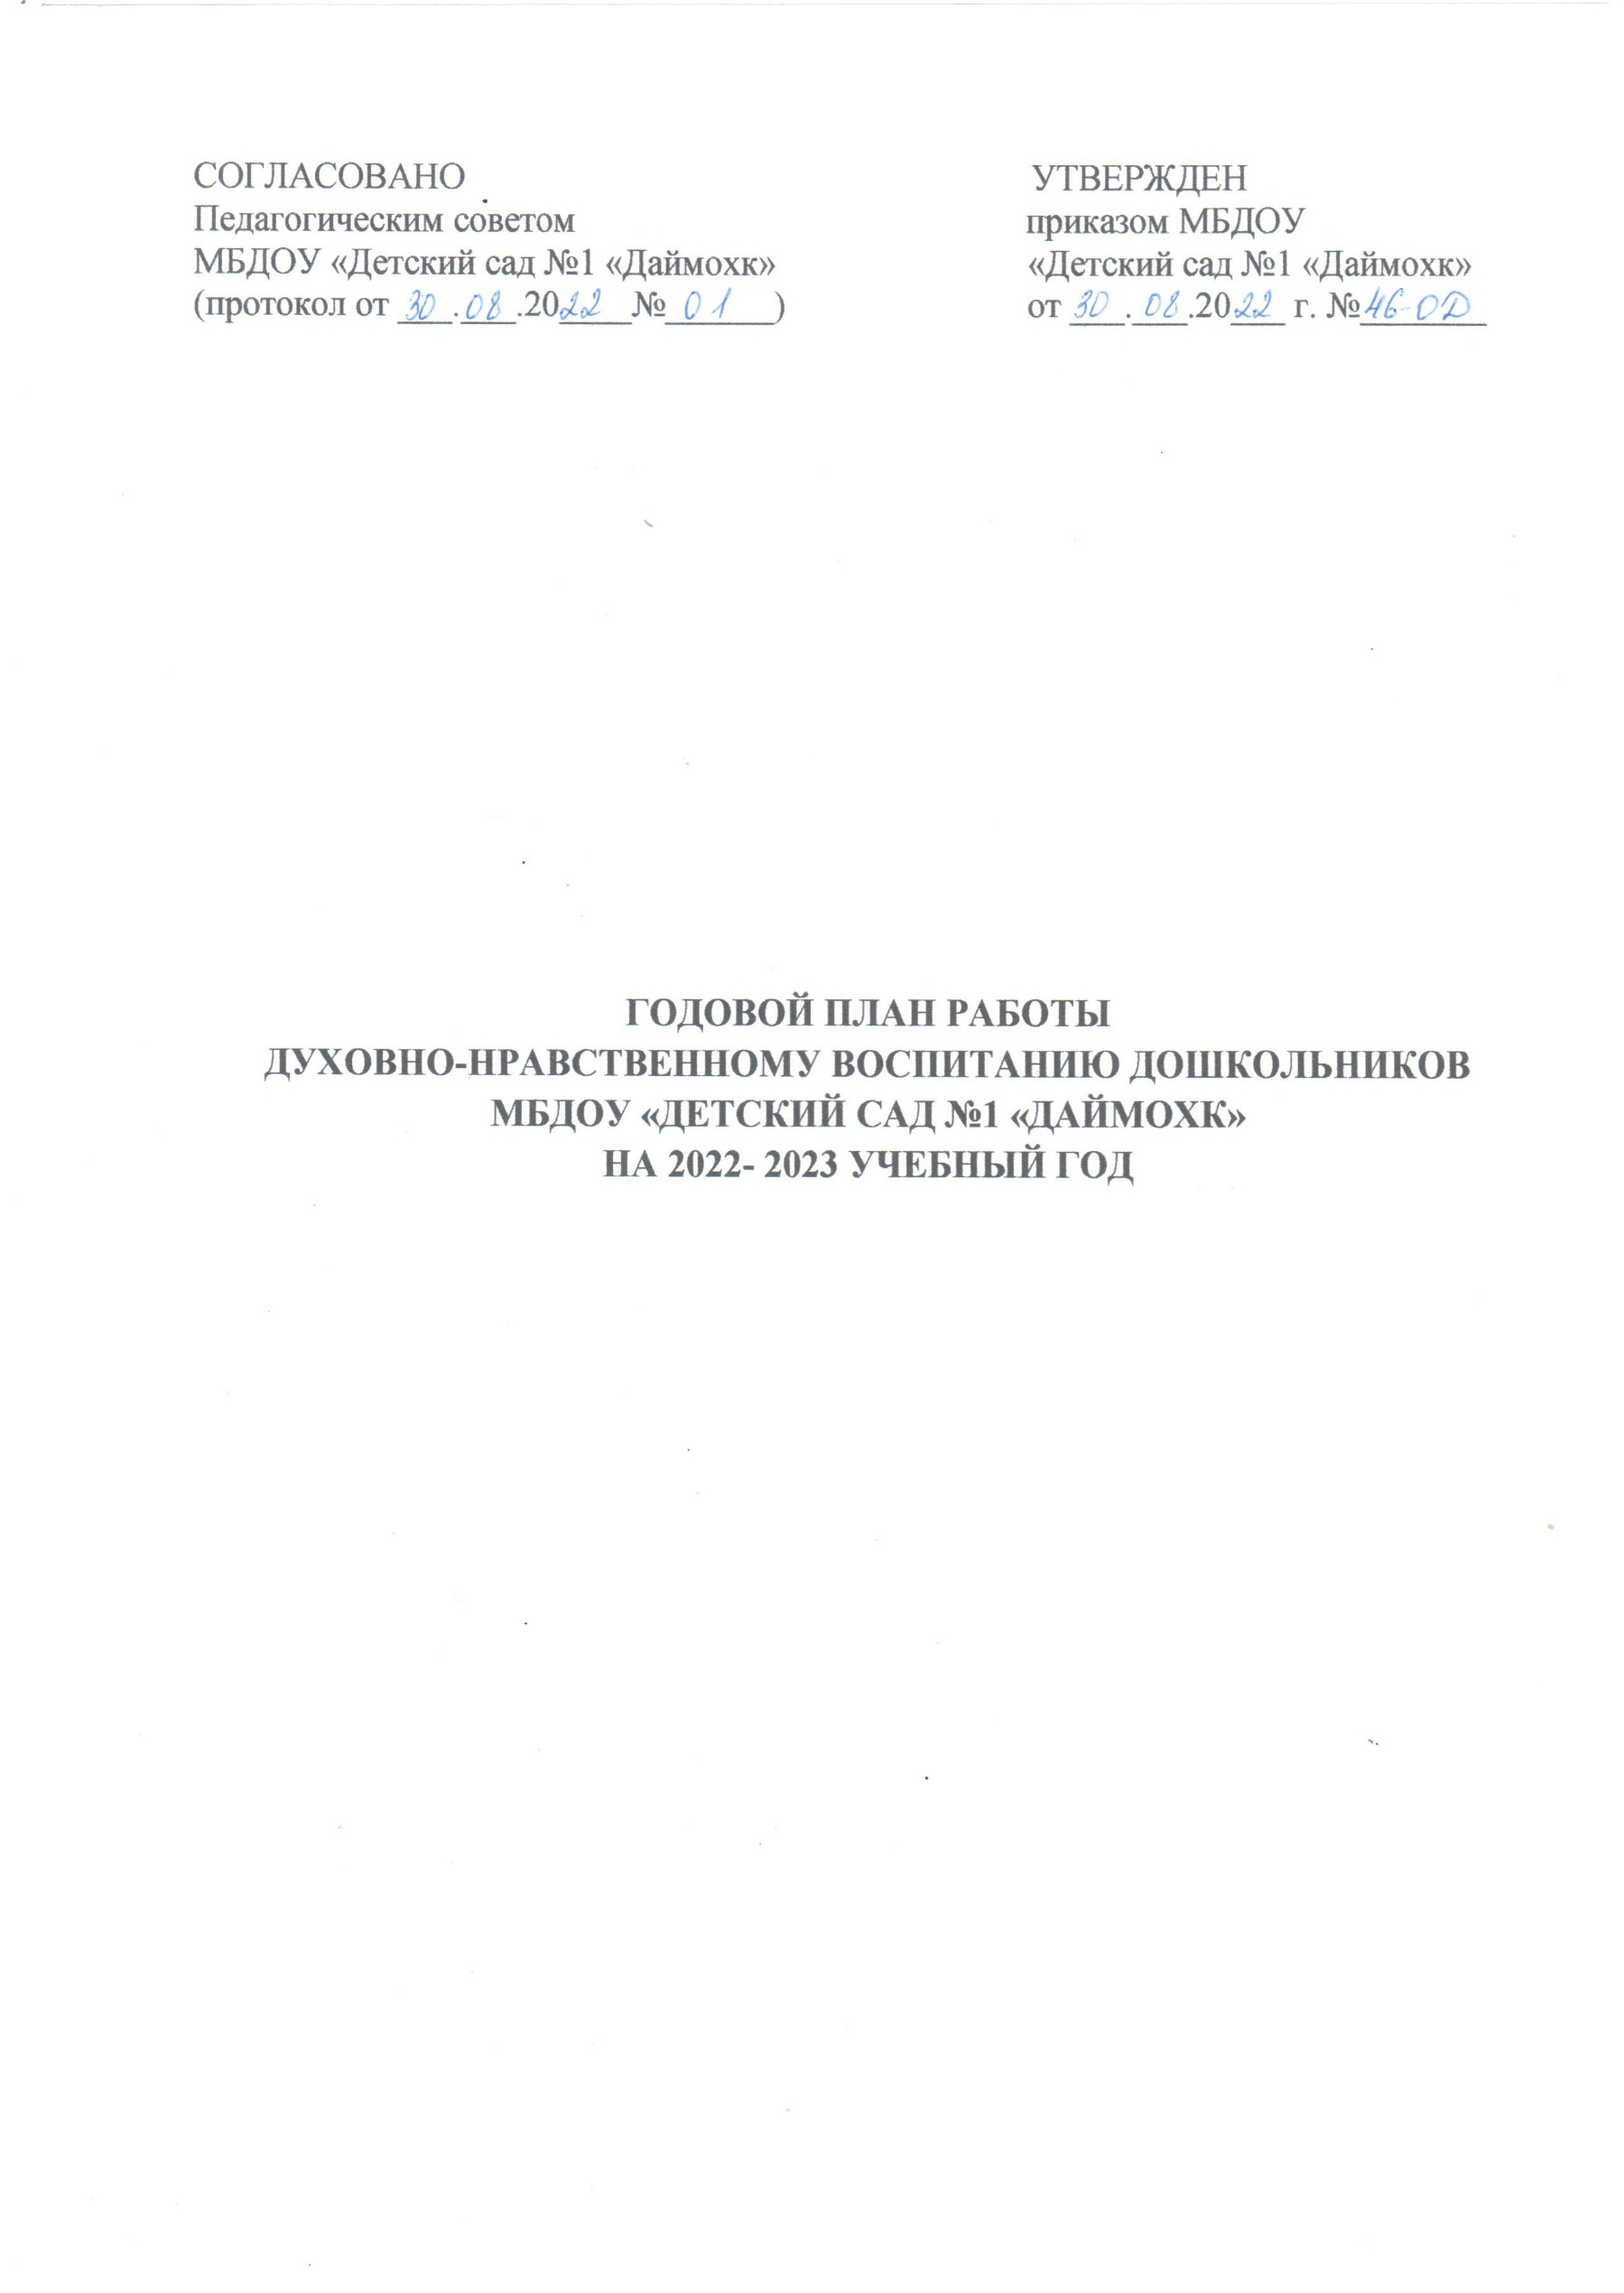 СОГЛАСОВАНО
Педагогическим советом
МБДОУ «Детский сад №1 «Даймохк»
(протокол от 30.08.2022 № 01)
УТВЕРЖДЕН
приказом МБДОУ
«Детский сад №1 «Даймохк»
от 30.08.2022 г. №46-ОД
ГОДОВОЙ ПЛАН РАБОТЫ
ДУХОВНО-НРАВСТВЕННОМУ ВОСПИТАНИЮ ДОШКОЛЬНИКОВ
МБДОУ «ДЕТСКИЙ САД №1 «ДАЙМОХК»
НА 2022- 2023 УЧЕБНЫЙ ГОД